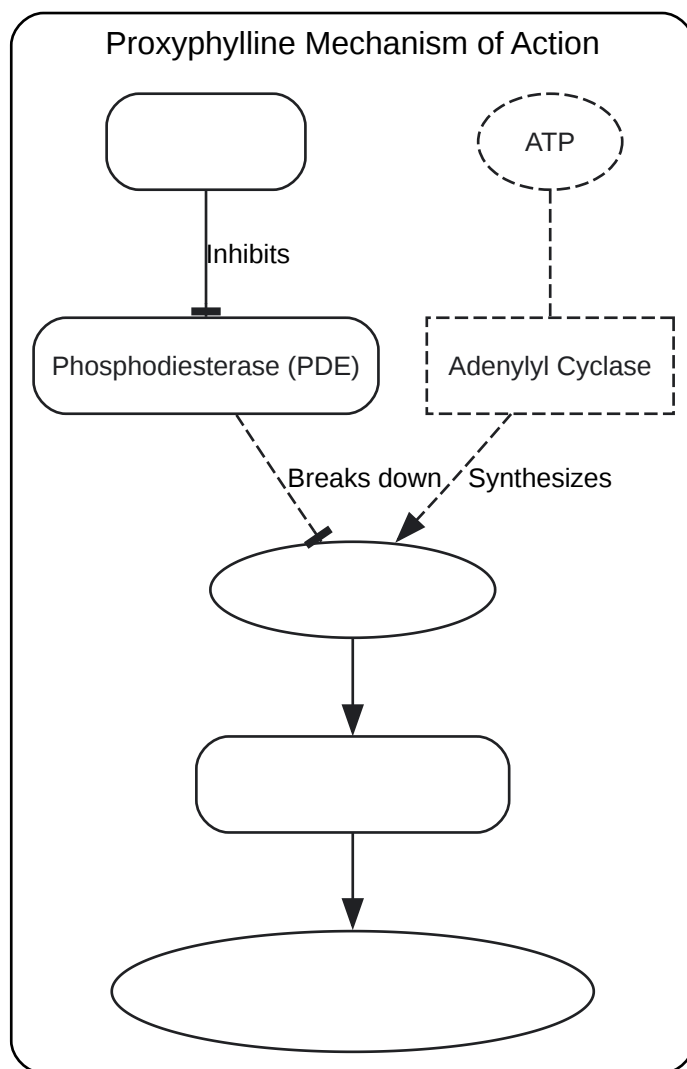 Proxyphylline Mechanism of Action
ATP
Inhibits
Phosphodiesterase (PDE)
Adenylyl Cyclase
Breaks down
Synthesizes